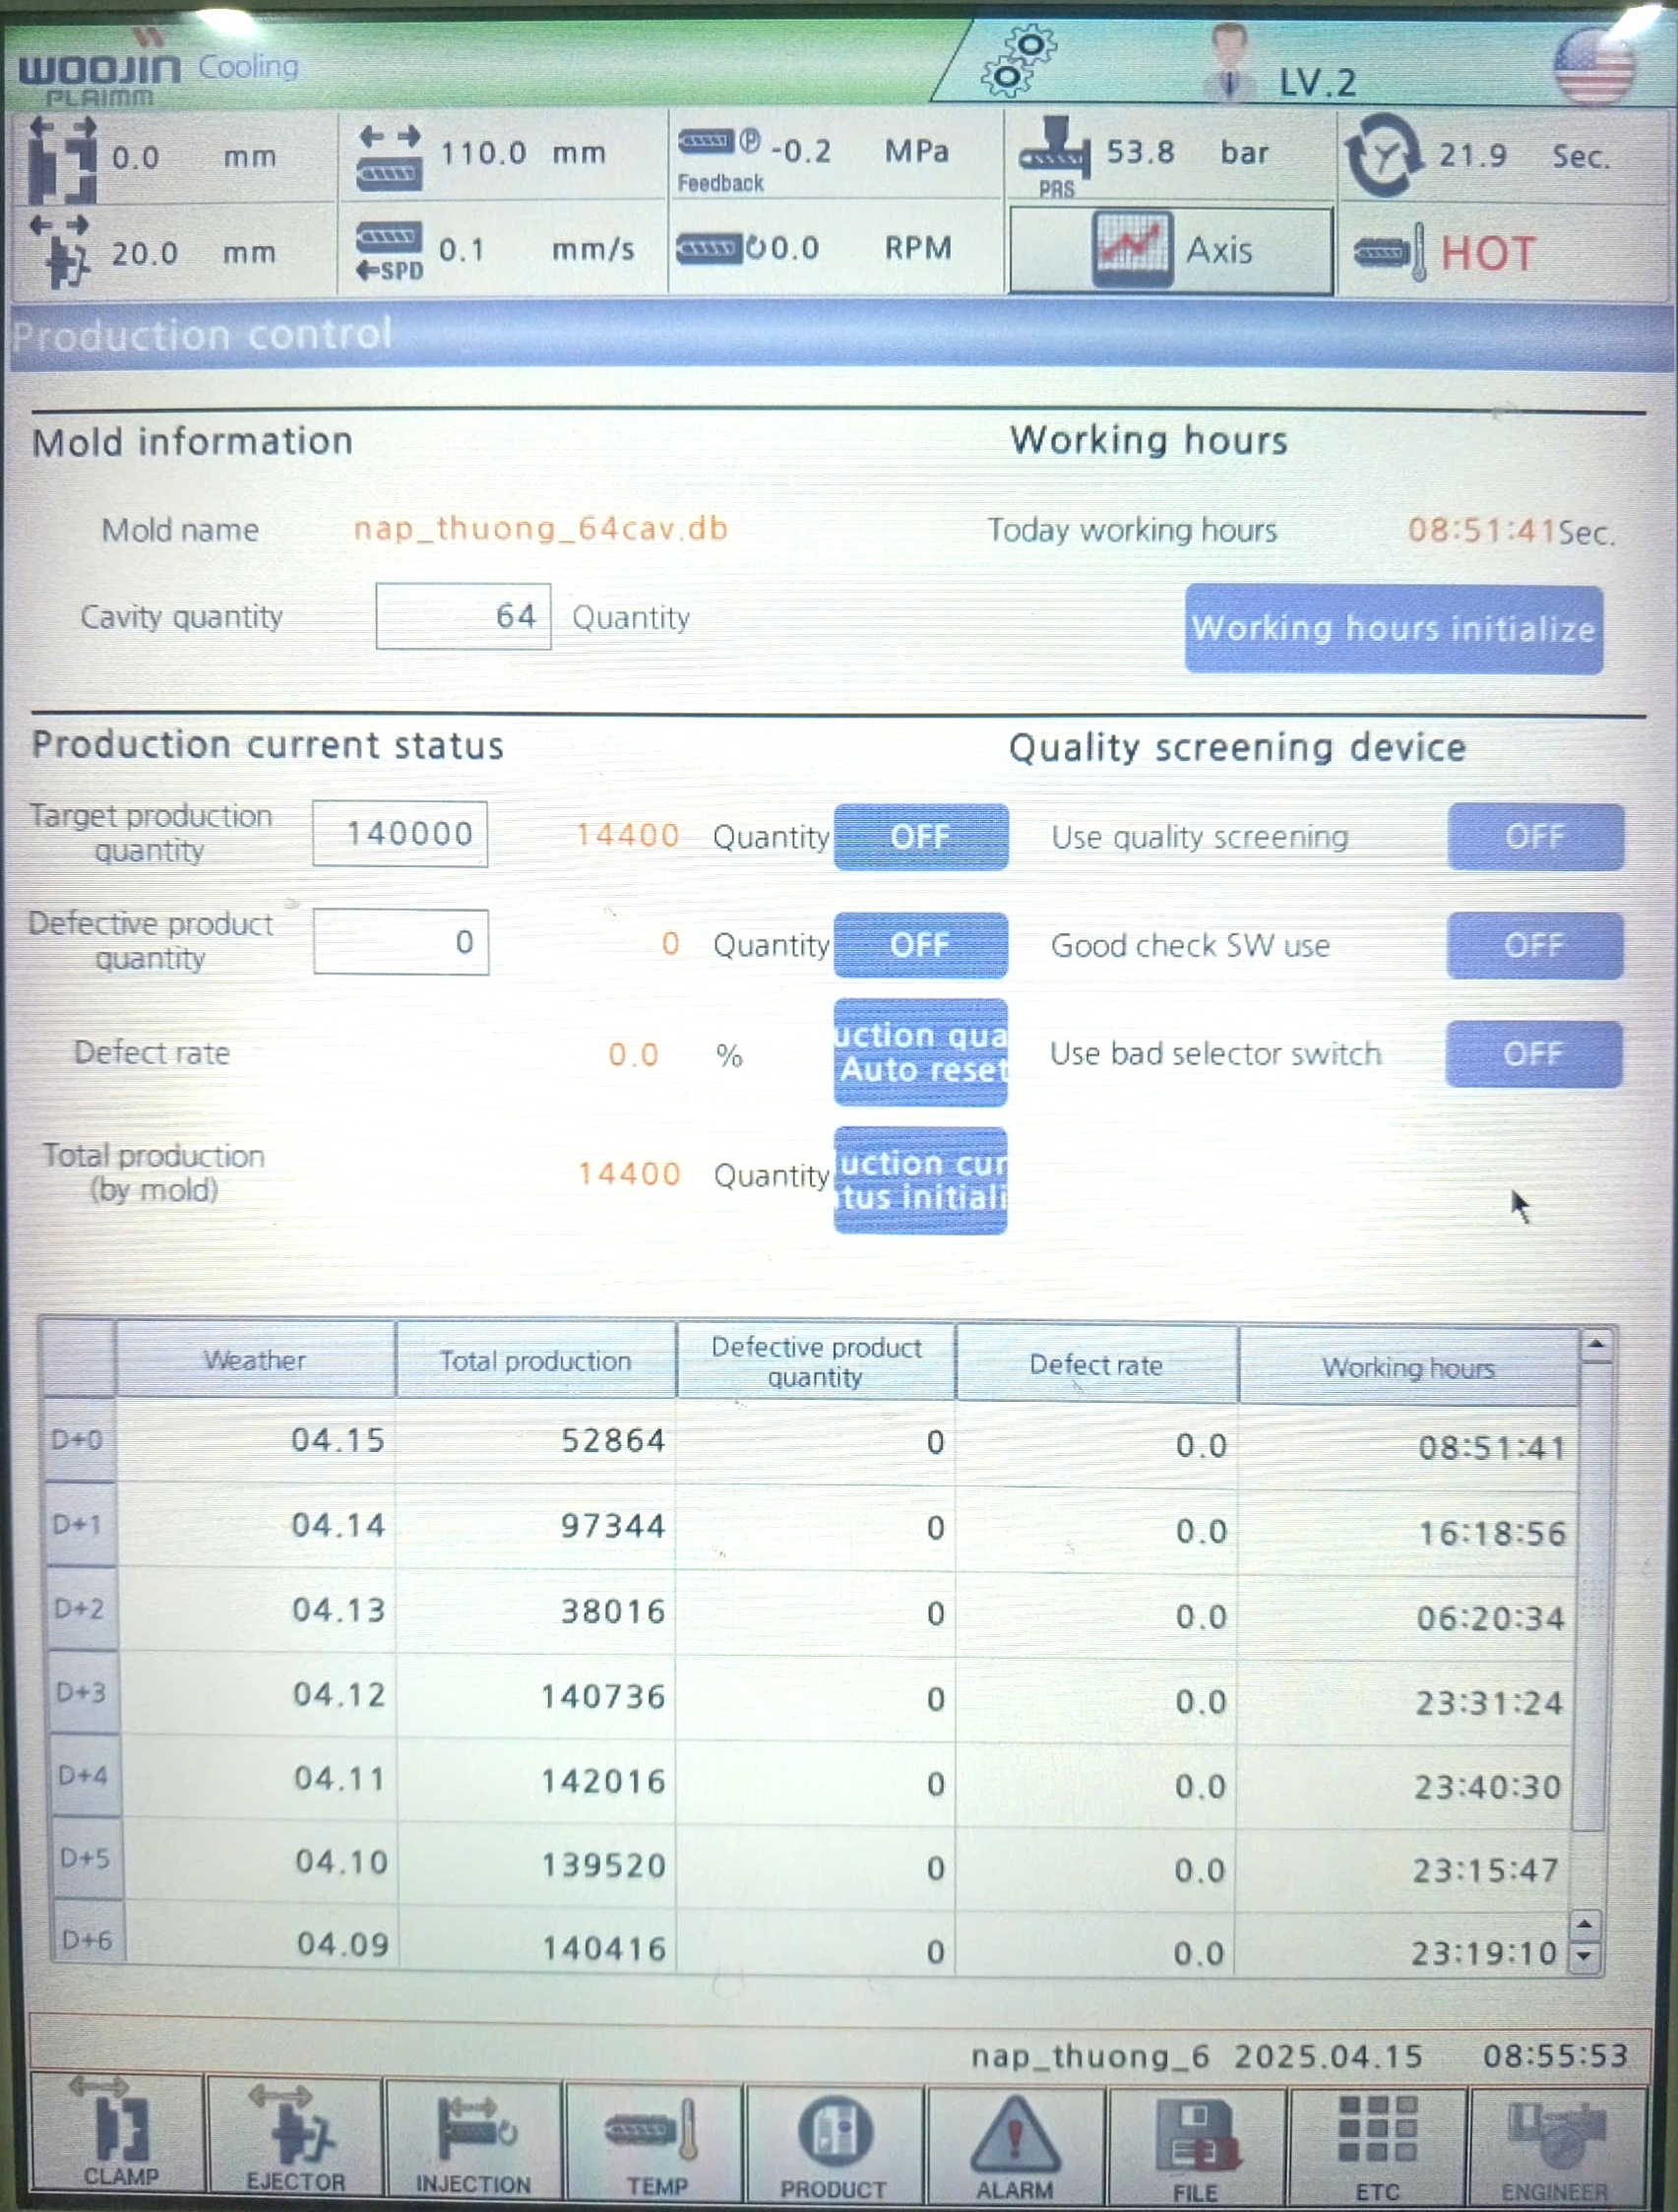 WOOJIN Cooling
PLAIMM
LV.2
0.0 mm
110.0 mm
P -0.2 MPa
Feedback
53.8 bar
PRS
21.9 Sec.
20.0 mm
0.1 mm/s
SPD
0.0 RPM
Axis
HOT
Production control
Mold information
Working hours
Mold name nap_thuong_64cav.db
Today working hours 08:51:41 Sec.
Cavity quantity 64 Quantity
Working hours initialize
Production current status
Quality screening device
Target production
quantity
140000 14400 Quantity OFF
Use quality screening OFF
Defective product
quantity
0 0 Quantity OFF
Good check SW use OFF
Defect rate 0.0 %
uction qua
Auto reset
Use bad selector switch OFF
Total production
(by mold)
14400 Quantity
uction cur
tus initiali
Weather Total production Defective product quantity Defect rate Working hours
D+0 04.15 52864 0 0.0 08:51:41
D+1 04.14 97344 0 0.0 16:18:56
D+2 04.13 38016 0 0.0 06:20:34
D+3 04.12 140736 0 0.0 23:31:24
D+4 04.11 142016 0 0.0 23:40:30
D+5 04.10 139520 0 0.0 23:15:47
D+6 04.09 140416 0 0.0 23:19:10
nap_thuong_6 2025.04.15 08:55:53
CLAMP EJECTOR INJECTION TEMP PRODUCT ALARM FILE ETC ENGINEER